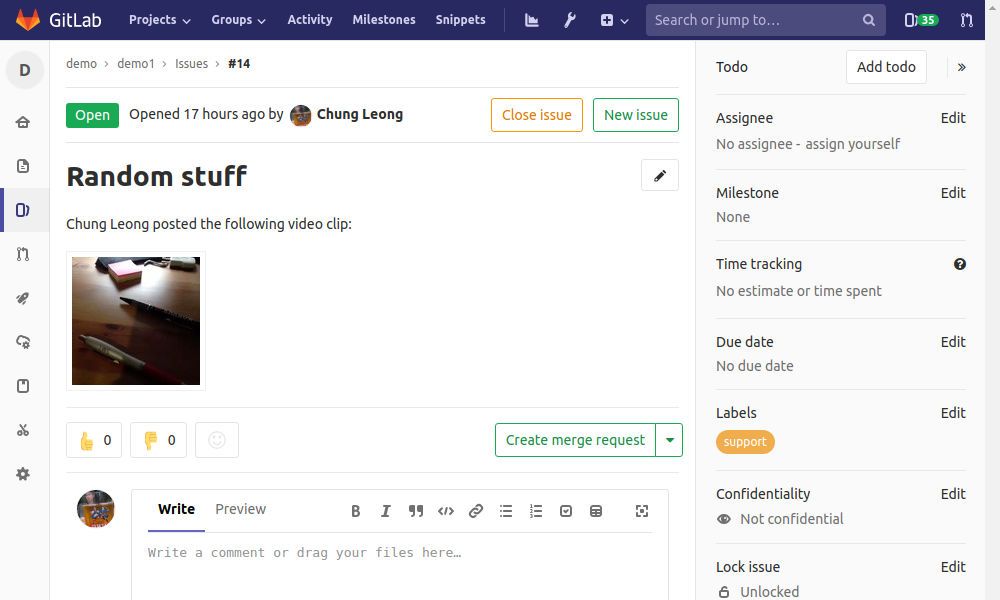 GitLab Projects Groups Activity Milestones Snippets Search or jump to... 35
D
demo › demo1 › Issues › #14
Open Opened 17 hours ago by Chung Leong Close issue New issue
Random stuff
Chung Leong posted the following video clip:
0 0
Create merge request
Write Preview
Write a comment or drag your files here…
Todo Add todo »
Assignee Edit
No assignee - assign yourself
Milestone Edit
None
Time tracking
No estimate or time spent
Due date Edit
No due date
Labels Edit
support
Confidentiality Edit
Not confidential
Lock issue Edit
Unlocked